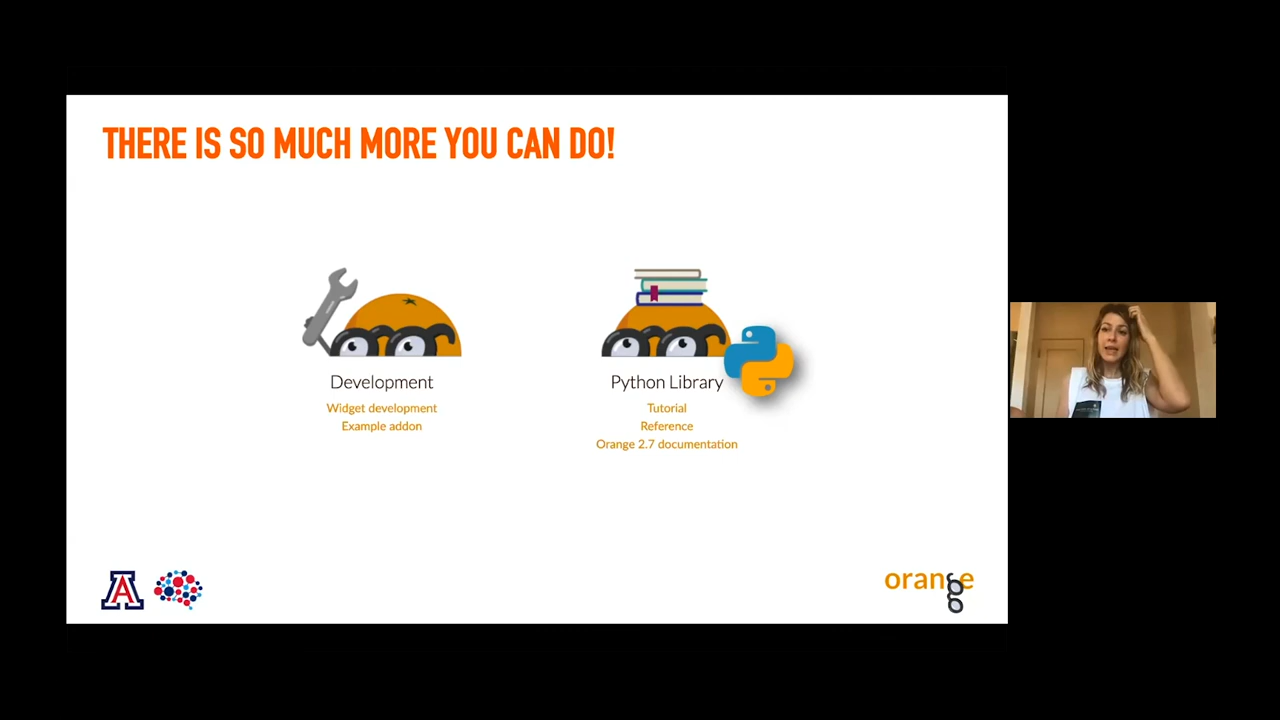 THERE IS SO MUCH MORE YOU CAN DO!
Development
Widget development
Example addon
Python Library
Tutorial
Reference
Orange 2.7 documentation
A
orange